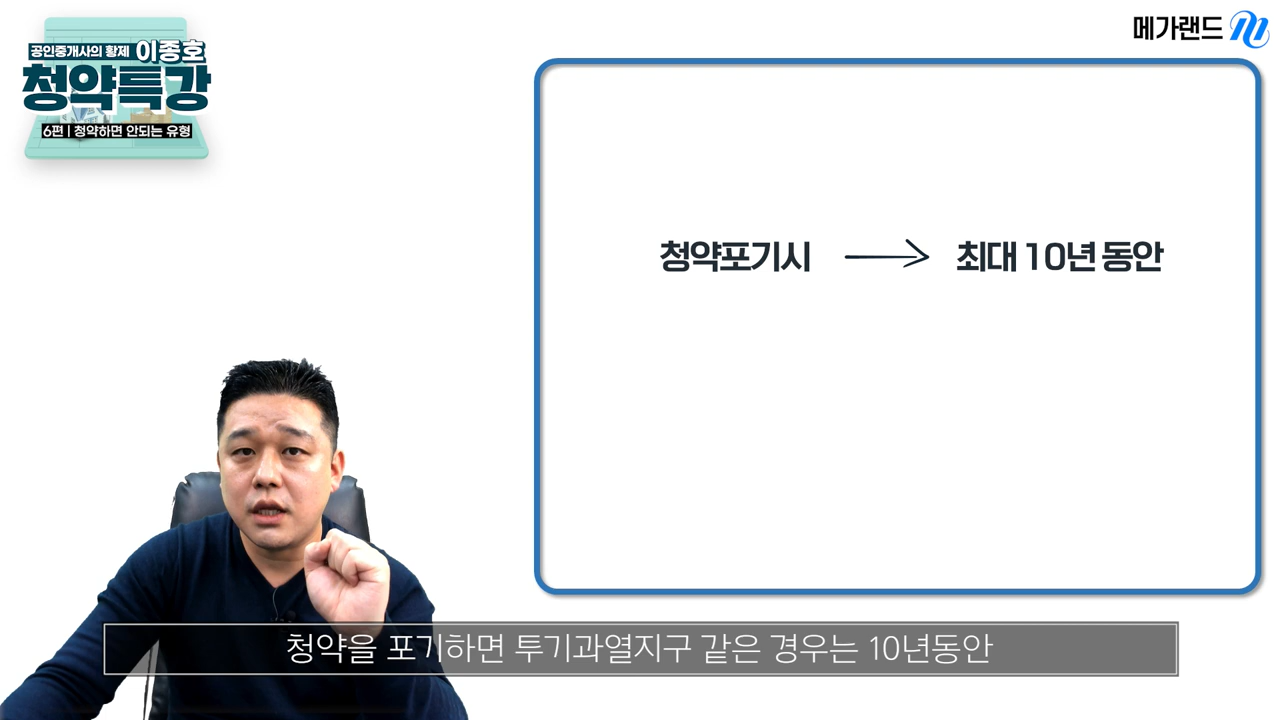 공인중개사의 황제 이종호
청약특강
6편 | 청약하면 안되는 유형
메가랜드
청약포기시 → 최대 10년 동안
청약을 포기하면 투기과열지구 같은 경우는 10년동안